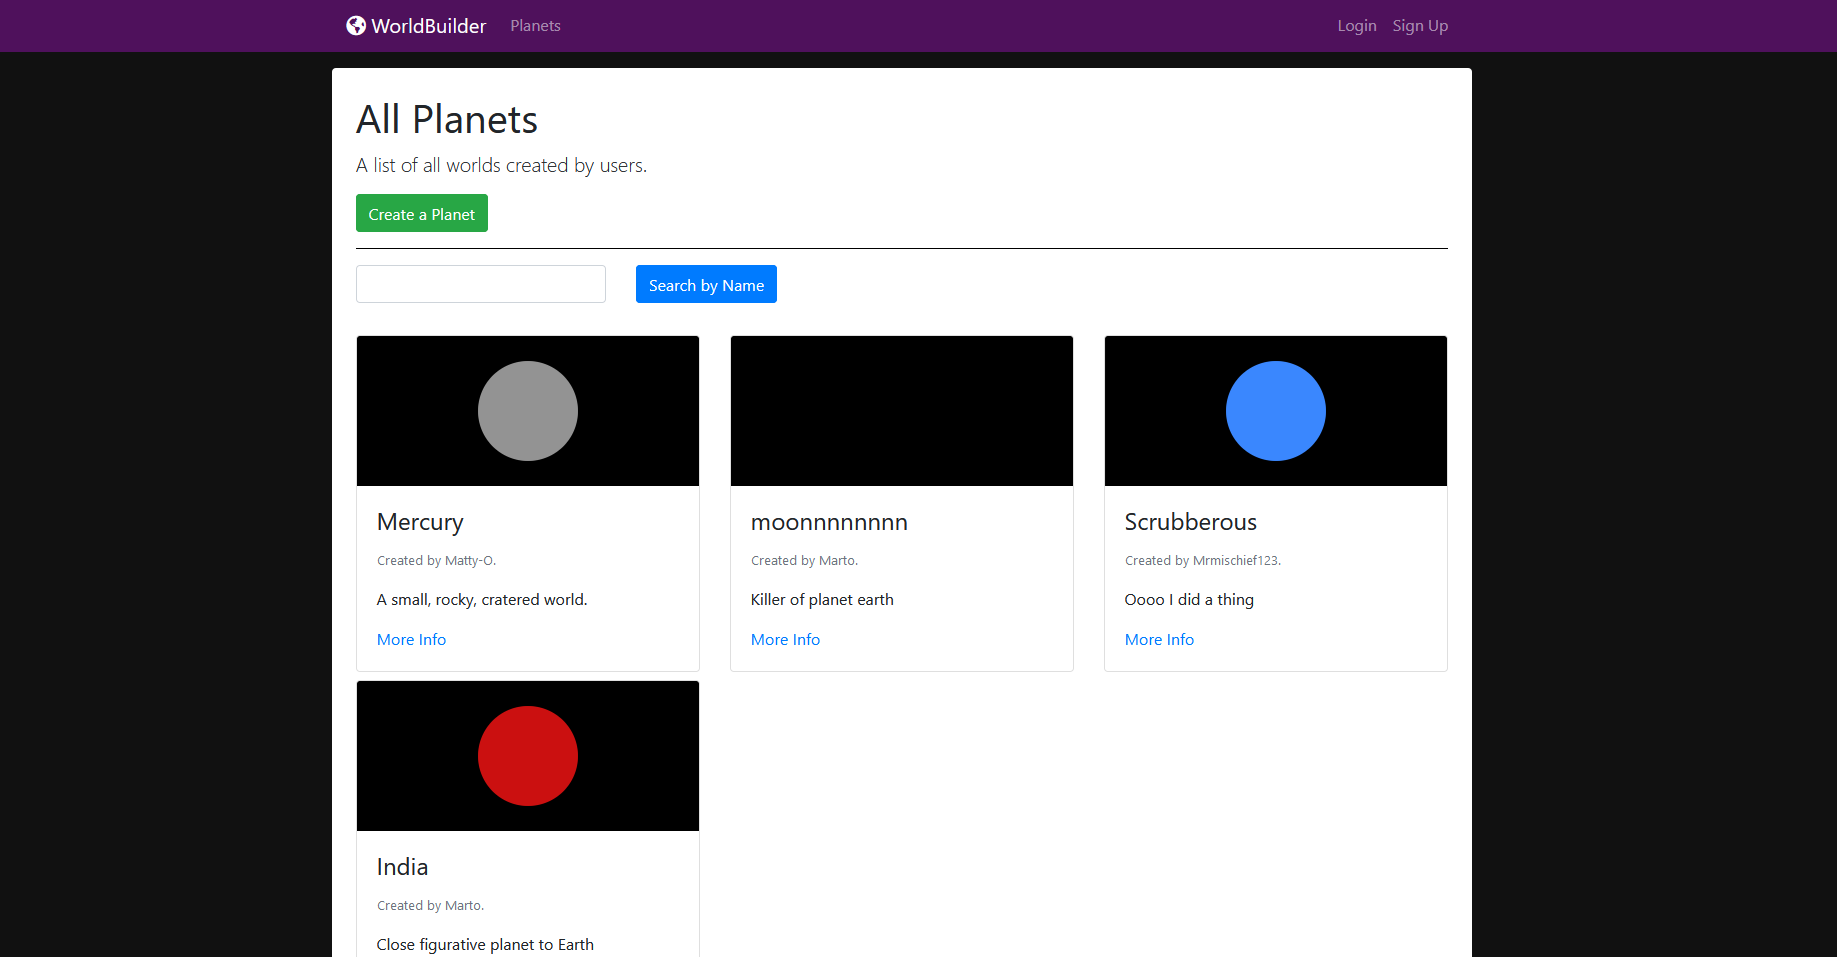 WorldBuilder Planets Login Sign Up
All Planets
A list of all worlds created by users.
Create a Planet
Search by Name
Mercury
Created by Matty-O.
A small, rocky, cratered world.
More Info
moonnnnnnnn
Created by Marto.
Killer of planet earth
More Info
Scrubberous
Created by Mrmischief123.
Oooo I did a thing
More Info
India
Created by Marto.
Close figurative planet to Earth